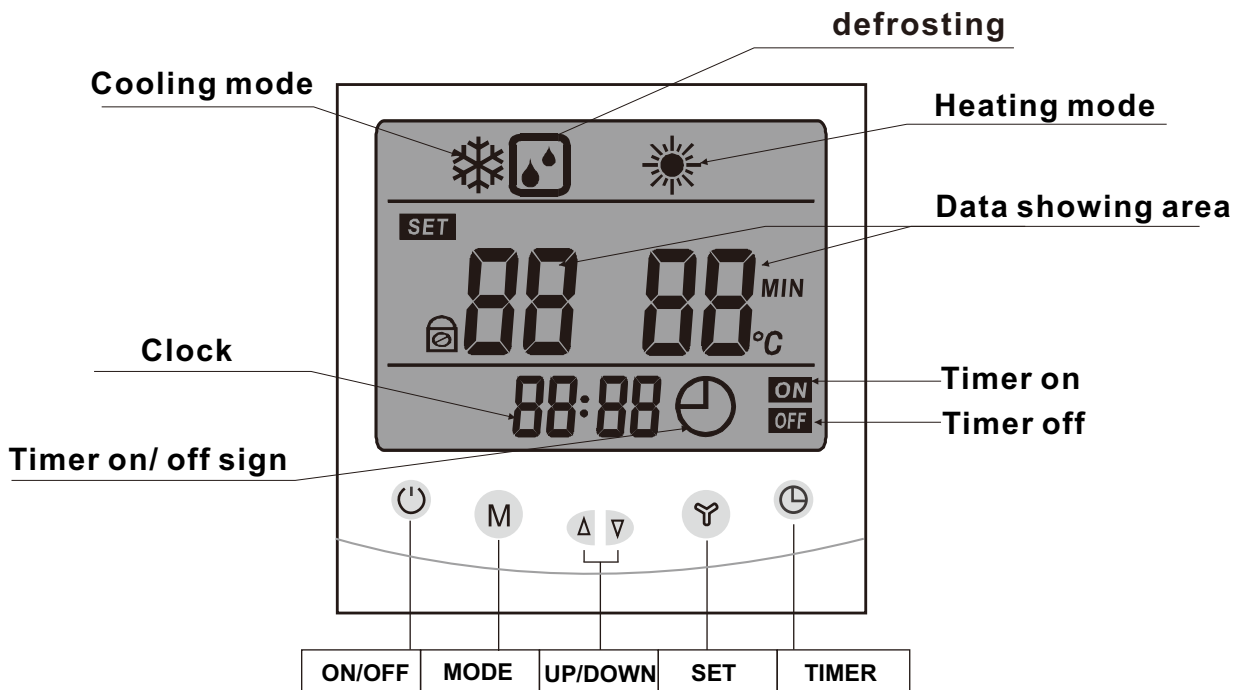 defrosting
Cooling mode
Heating mode
Data showing area
SET
88 88 MIN
°C
Clock
88:88
ON
OFF
Timer on
Timer off
Timer on/ off sign
M
ON/OFF MODE UP/DOWN SET TIMER